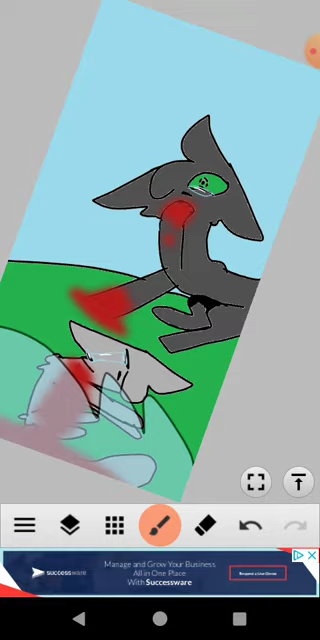 successware
Manage and Grow Your Business
All in One Place
With Successware